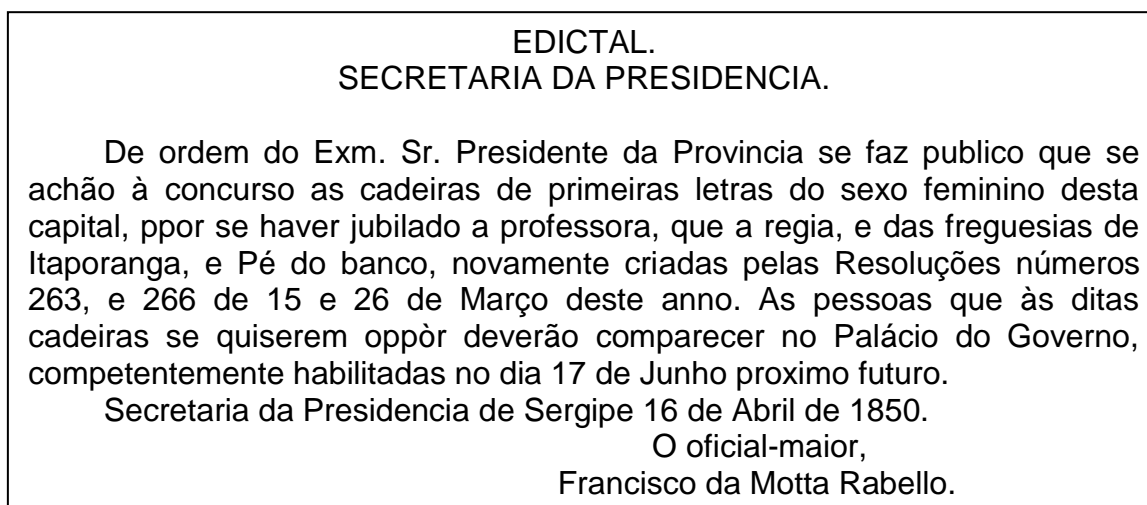 EDICTAL.
SECRETARIA DA PRESIDENCIA.
De ordem do Exm. Sr. Presidente da Provincia se faz publico que se
achão à concurso as cadeiras de primeiras letras do sexo feminino desta
capital, ppor se haver jubilado a professora, que a regia, e das freguesias de
Itaporanga, e Pé do banco, novamente criadas pelas Resoluções números
263, e 266 de 15 e 26 de Março deste anno. As pessoas que às ditas
cadeiras se quiserem oppòr deverão comparecer no Palácio do Governo,
competentemente habilitadas no dia 17 de Junho proximo futuro.
Secretaria da Presidencia de Sergipe 16 de Abril de 1850.
O oficial-maior,
Francisco da Motta Rabello.